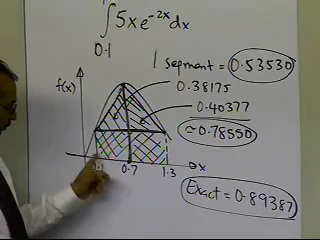 ∫5xe^-2x dx
0.1
1 segment = 0.53530
f(x)
0.38175
0.40377
≈0.78550
0.7
1.3
x
Exact = 0.89387